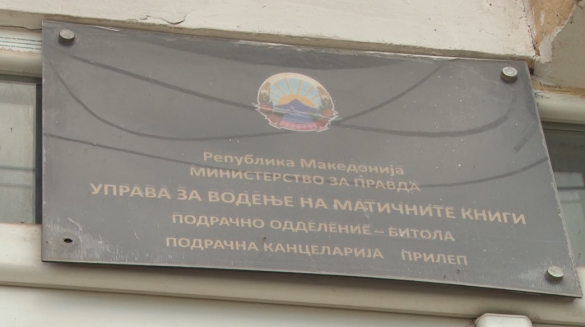 Република Македонија
МИНИСТЕРСТВО ЗА ПРАВДА
УПРАВА ЗА ВОДЕЊЕ НА МАТИЧНИТЕ КНИГИ
ПОДРАЧНО ОДДЕЛЕНИЕ – БИТОЛА
ПОДРАЧНА КАНЦЕЛАРИЈА ПРИЛЕП